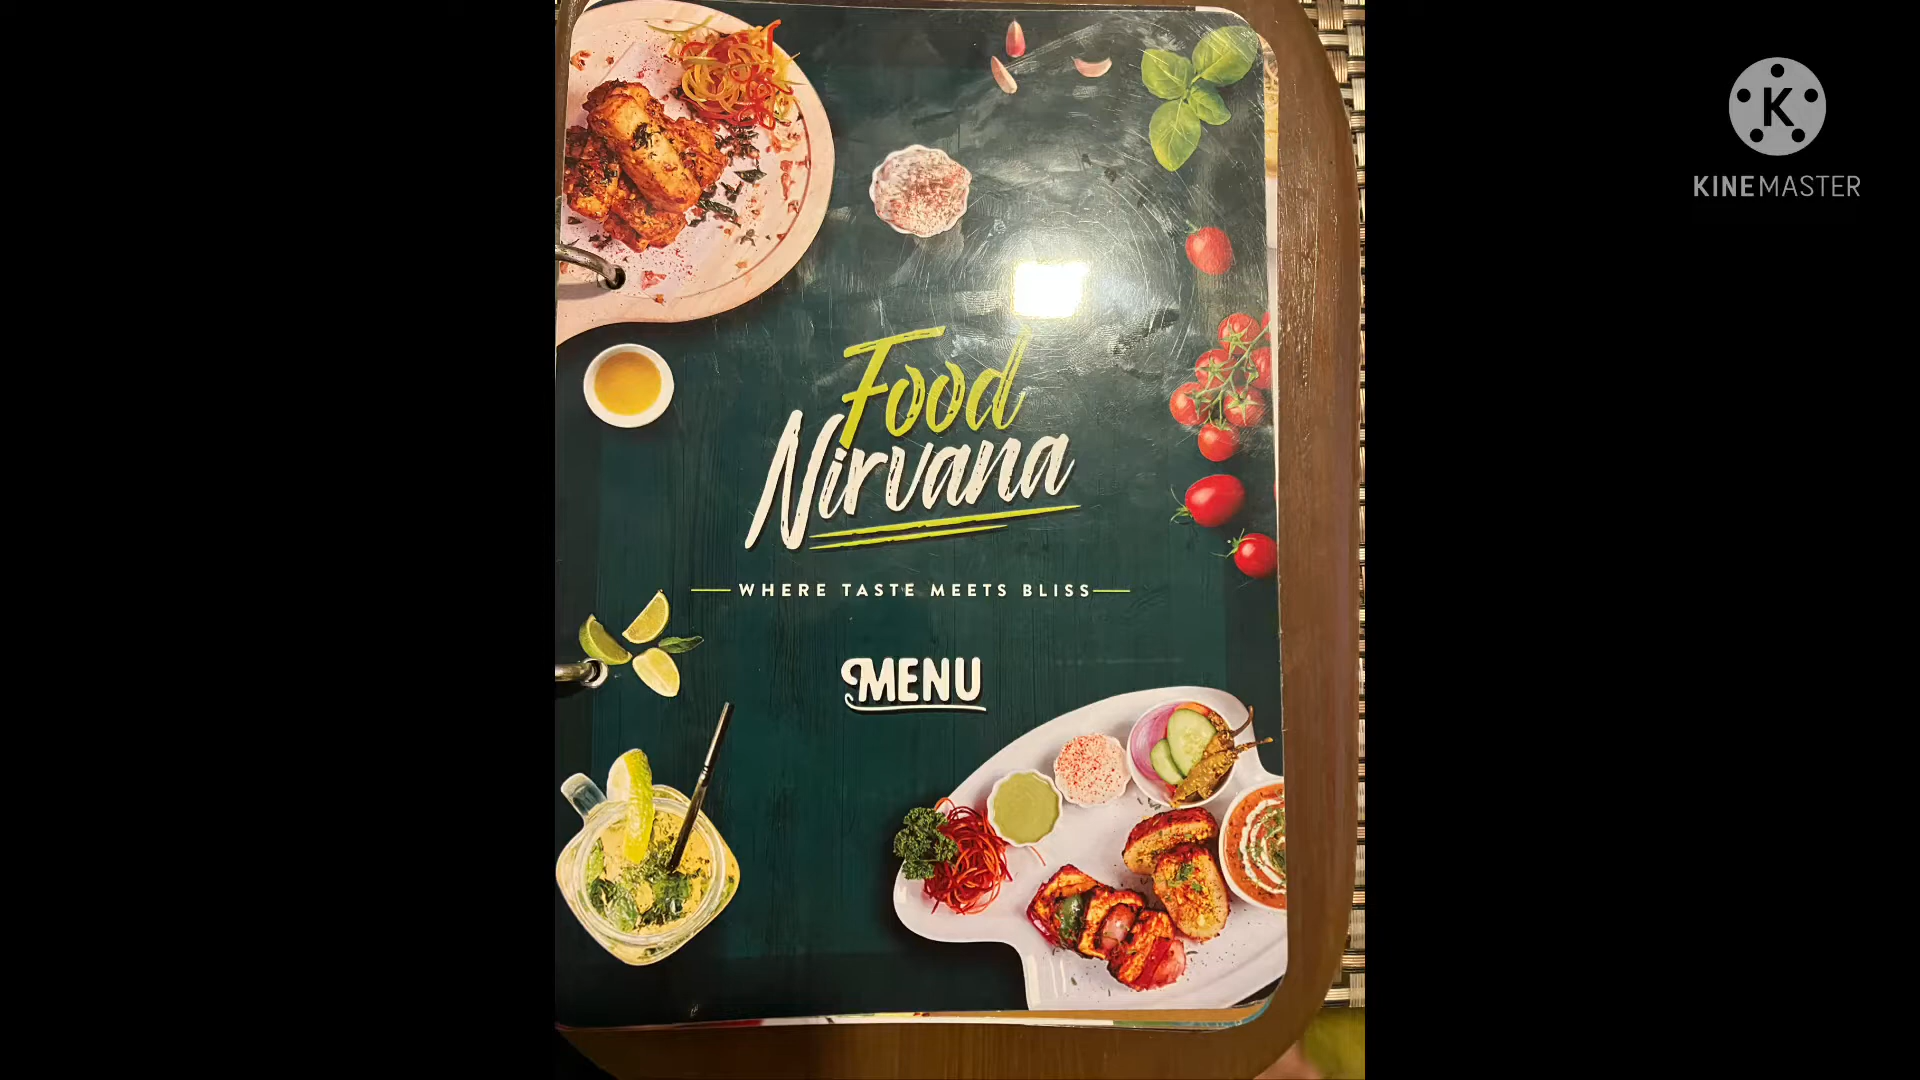 Food
Nirvana
WHERE TASTE MEETS BLISS
MENU
K
KINEMASTER